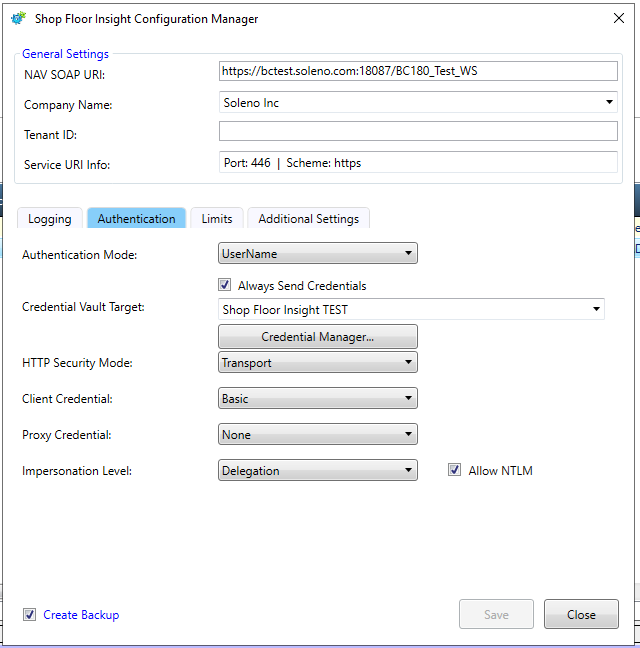 Shop Floor Insight Configuration Manager
General Settings
NAV SOAP URI: https://bctest.soleno.com:18087/BC180_Test_WS
Company Name: Soleno Inc
Tenant ID:
Service URI Info: Port: 446 | Scheme: https
Logging Authentication Limits Additional Settings
Authentication Mode: UserName
Always Send Credentials
Credential Vault Target: Shop Floor Insight TEST
Credential Manager...
HTTP Security Mode: Transport
Client Credential: Basic
Proxy Credential: None
Impersonation Level: Delegation Allow NTLM
Create Backup Save Close